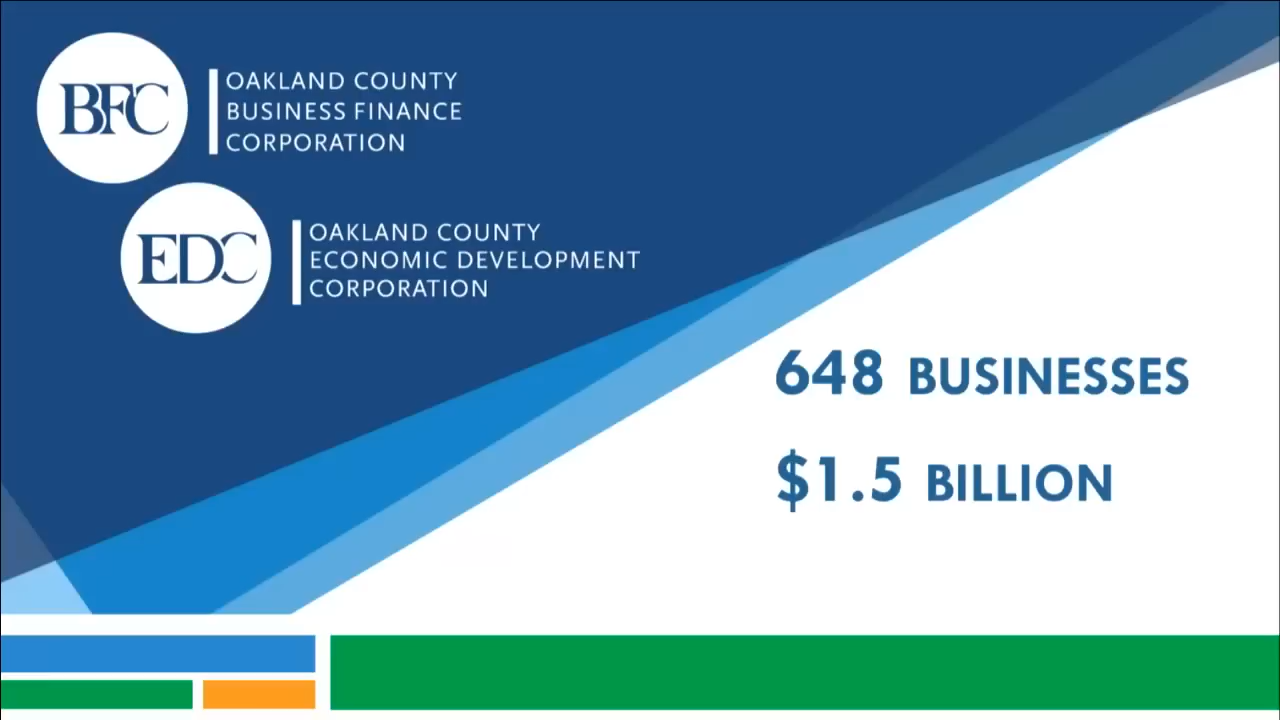 BFC
OAKLAND COUNTY
BUSINESS FINANCE
CORPORATION
EDC
OAKLAND COUNTY
ECONOMIC DEVELOPMENT
CORPORATION
648 BUSINESSES
$1.5 BILLION